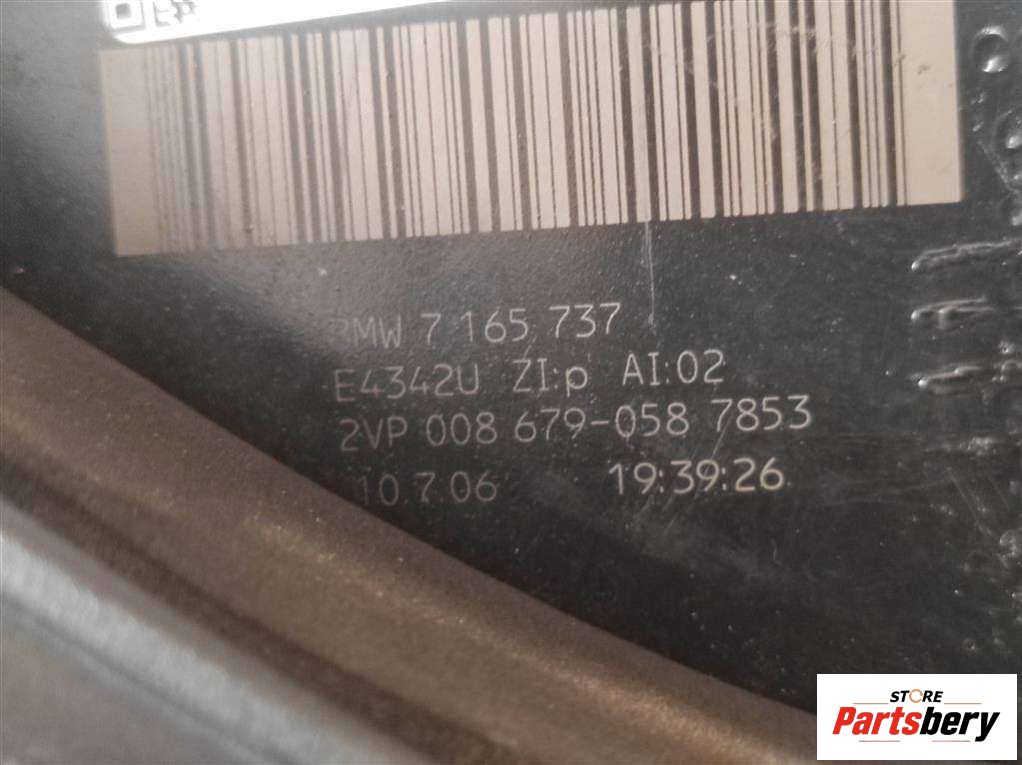 BMW 7 165 737
E4342U ZI:p AI:02
2VP 008 679-058 7853
10.7.06 19:39:26
STORE
Partsbery